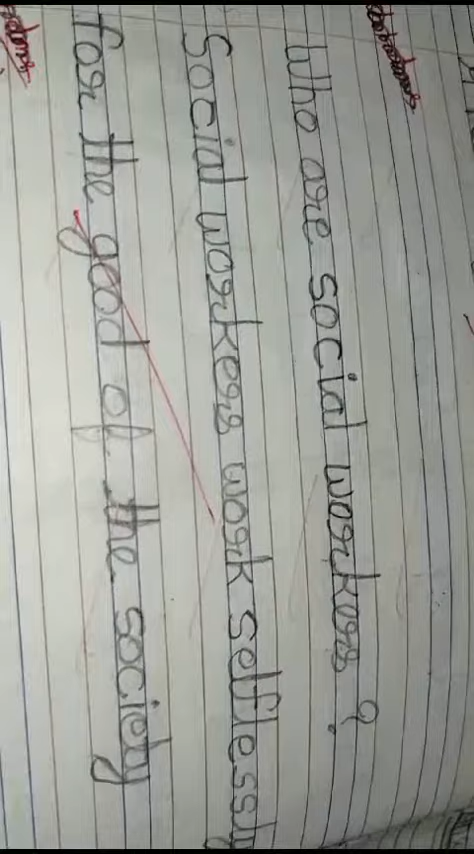 Who are social workers ?
Social workers work selflessly
for the good of the society